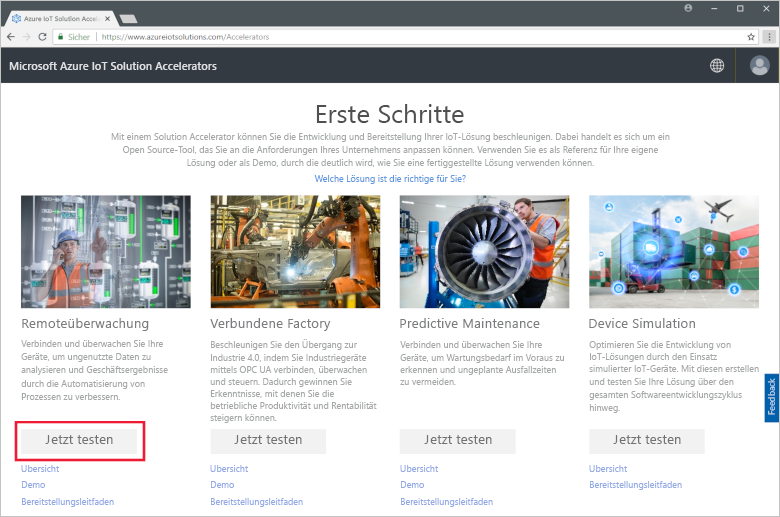 Azure IoT Solution Accelera
Sicher
https://www.azureiotsolutions.com/Accelerators
Microsoft Azure IoT Solution Accelerators
Erste Schritte
Mit einem Solution Accelerator können Sie die Entwicklung und Bereitstellung Ihrer IoT-Lösung beschleunigen. Dabei handelt es sich um ein
Open Source-Tool, das Sie an die Anforderungen Ihres Unternehmens anpassen können. Verwenden Sie es als Referenz für Ihre eigene
Lösung oder als Demo, durch die deutlich wird, wie Sie eine fertiggestellte Lösung verwenden können.
Welche Lösung ist die richtige für Sie?
Remoteüberwachung
Verbinden und überwachen Sie Ihre
Geräte, um ungenutzte Daten zu
analysieren und Geschäftsergebnisse
durch die Automatisierung von
Prozessen zu verbessern.
Jetzt testen
Übersicht
Demo
Bereitstellungsleitfaden
Verbundene Factory
Beschleunigen Sie den Übergang zur
Industrie 4.0, indem Sie Industriegeräte
mittels OPC UA verbinden, überwachen
und steuern. Dadurch gewinnen Sie
Erkenntnisse, mit denen Sie die
betriebliche Produktivität und Rentabilität
steigern können.
Jetzt testen
Übersicht
Demo
Bereitstellungsleitfaden
Predictive Maintenance
Verbinden und überwachen Sie Ihre
Geräte, um Wartungsbedarf im Voraus zu
erkennen und ungeplante Ausfallzeiten
zu vermeiden.
Jetzt testen
Übersicht
Demo
Bereitstellungsleitfaden
Device Simulation
Optimieren Sie die Entwicklung von
IoT-Lösungen durch den Einsatz
simulierter IoT-Geräte. Mit diesen erstellen
und testen Sie Ihre Lösung über den
gesamten Softwareentwicklungszyklus
hinweg.
Jetzt testen
Übersicht
Bereitstellungsleitfaden
Feedback